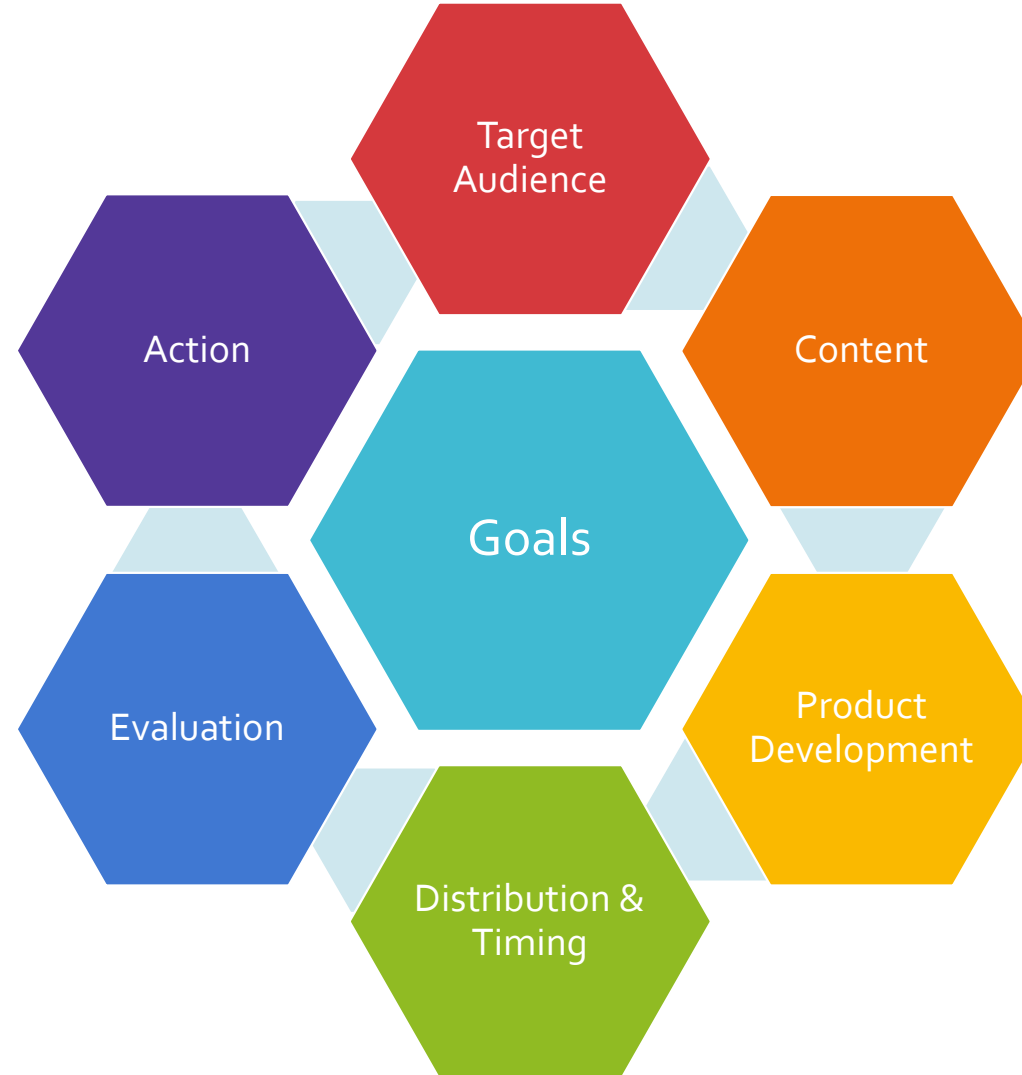 Target
Audience
Content
Product
Development
Distribution &
Timing
Evaluation
Action
Goals